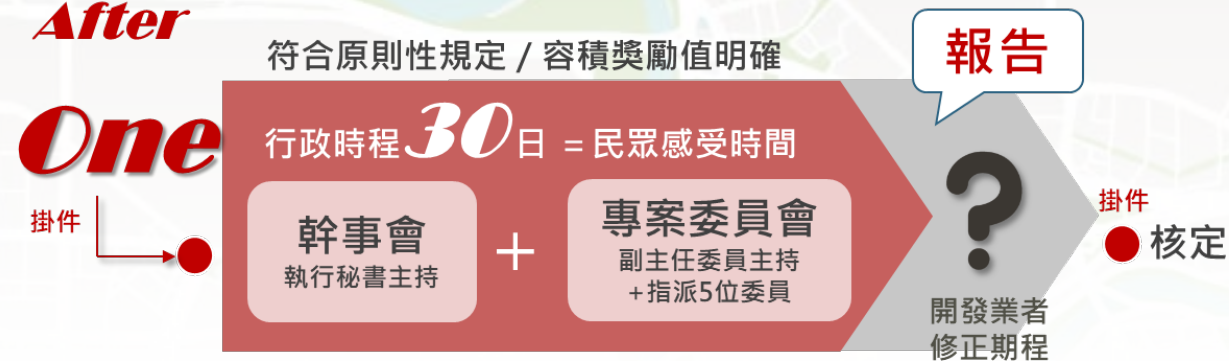 After
符合原則性規定 / 容積獎勵值明確
報告
One
行政時程30日 = 民眾感受時間
?
掛件
幹事會
執行秘書主持
+
專案委員會
副主任委員主持
+指派5位委員
掛件
核定
開發業者
修正期程